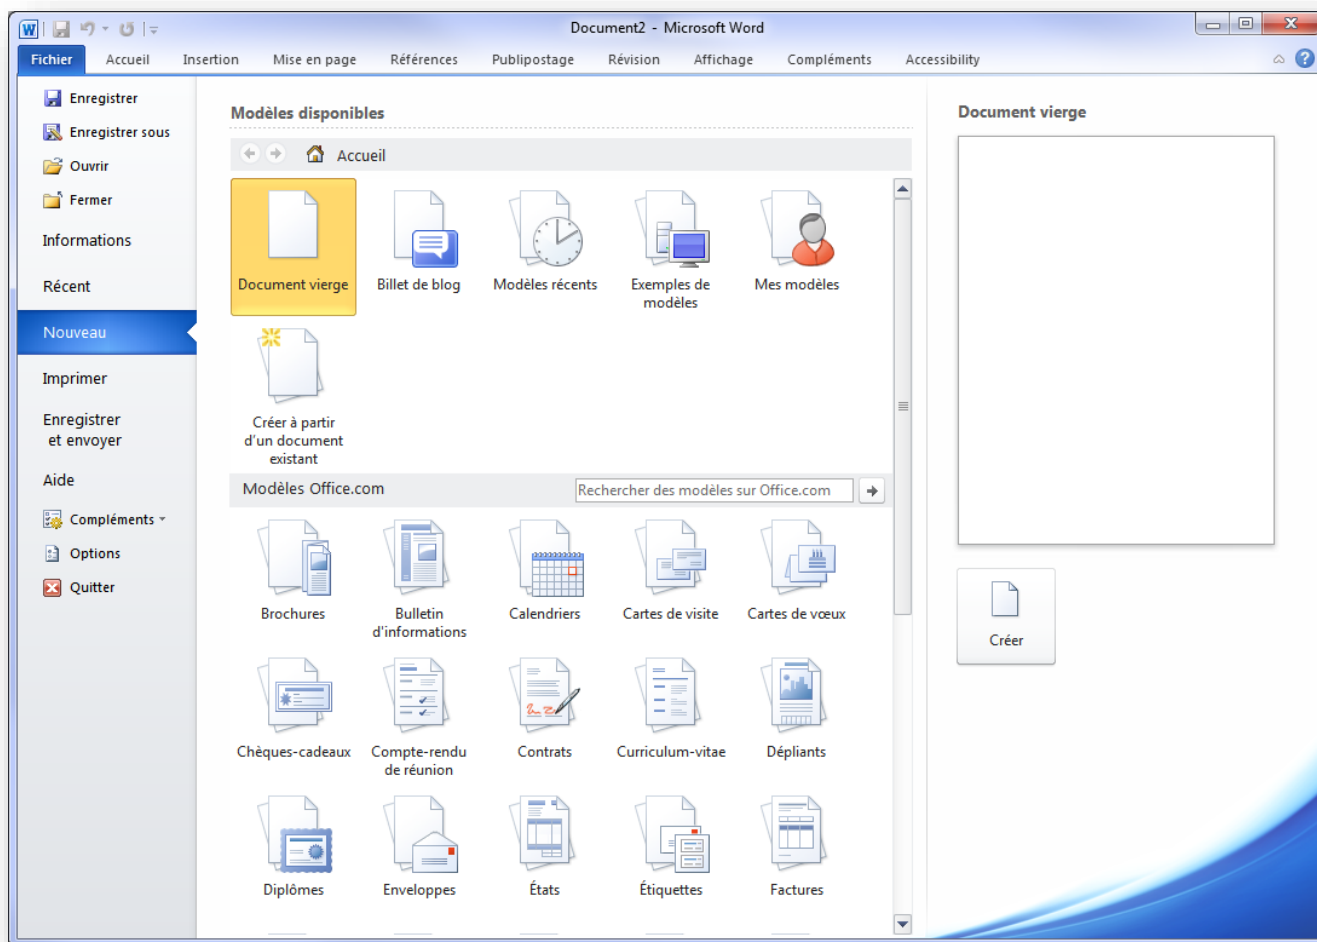 Document2 - Microsoft Word
Fichier Accueil Insertion Mise en page Références Publipostage Révision Affichage Compléments Accessibility
Enregistrer
Enregistrer sous
Ouvrir
Fermer
Informations
Récent
Nouveau
Imprimer
Enregistrer
et envoyer
Aide
Compléments
Options
Quitter
Modèles disponibles
Accueil
Document vierge
Billet de blog
Modèles récents
Exemples de
modèles
Mes modèles
Créer à partir
d'un document
existant
Modèles Office.com
Rechercher des modèles sur Office.com
Brochures
Bulletin
d'informations
Calendriers
Cartes de visite
Cartes de vœux
Chèques-cadeaux
Compte-rendu
de réunion
Contrats
Curriculum-vitae
Dépliants
Diplômes
Enveloppes
États
Étiquettes
Factures
Document vierge
Créer